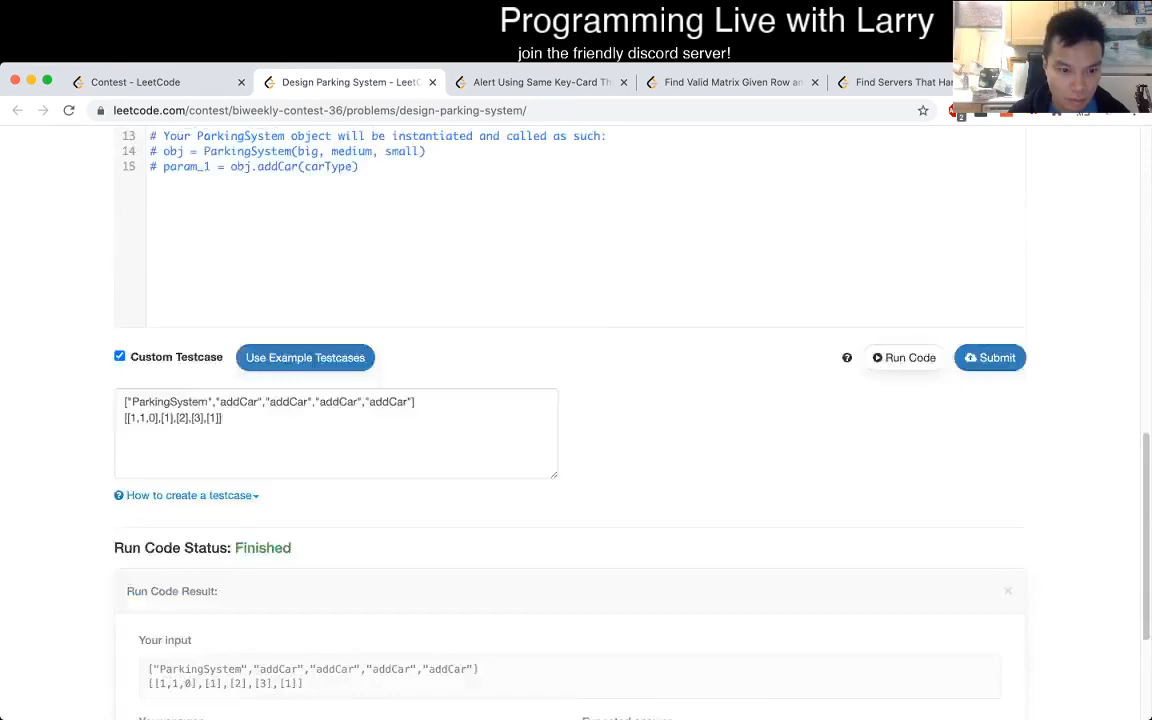 Programming Live with Larry
join the friendly discord server!
Contest - LeetCode
Design Parking System - LeetC
Alert Using Same Key-Card Th
Find Valid Matrix Given Row an
Find Servers That Har
leetcode.com/contest/biweekly-contest-36/problems/design-parking-system/
2
13 # Your ParkingSystem object will be instantiated and called as such:
14 # obj = ParkingSystem(big, medium, small)
15 # param_1 = obj.addCar(carType)
Custom Testcase
Use Example Testcases
Run Code
Submit
["ParkingSystem","addCar","addCar","addCar","addCar"]
[[1,1,0],[1],[2],[3],[1]]
How to create a testcase
Run Code Status: Finished
Run Code Result:
×
Your input
["ParkingSystem","addCar","addCar","addCar","addCar"]
[[1,1,0],[1],[2],[3],[1]]